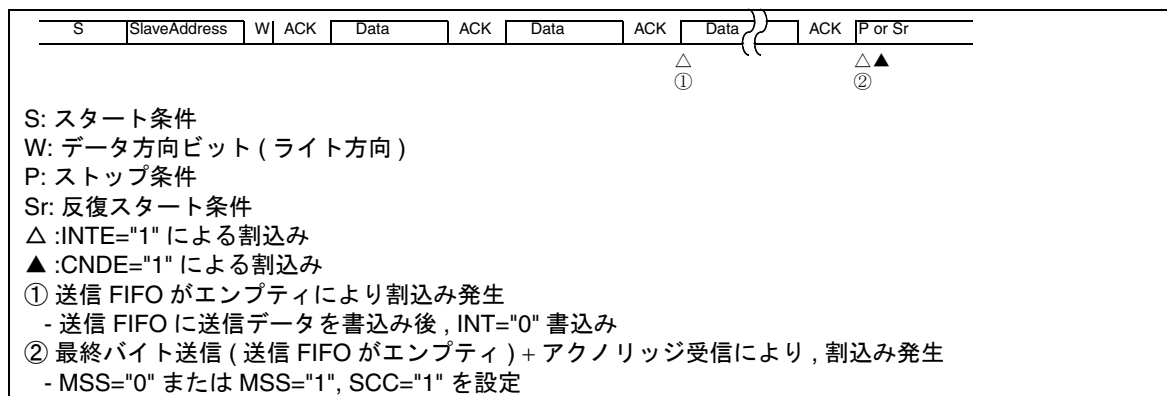 S SlaveAddress W ACK Data ACK Data ACK Data ACK P or Sr
△ △▲
① ②
S: スタート条件
W: データ方向ビット ( ライト方向 )
P: ストップ条件
Sr: 反復スタート条件
△ :INTE="1" による割込み
▲ :CNDE="1" による割込み
① 送信 FIFO がエンプティにより割込み発生
- 送信 FIFO に送信データを書込み後 , INT="0" 書込み
② 最終バイト送信 ( 送信 FIFO がエンプティ ) + アクノリッジ受信により , 割込み発生
- MSS="0" または MSS="1", SCC="1" を設定